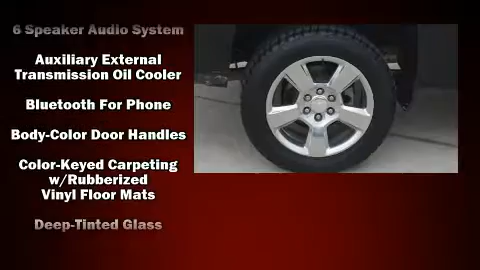 6 Speaker Audio System
Auxiliary External
Transmission Oil Cooler
Bluetooth For Phone
Body-Color Door Handles
Color-Keyed Carpeting
w/Rubberized
Vinyl Floor Mats
Deep-Tinted Glass